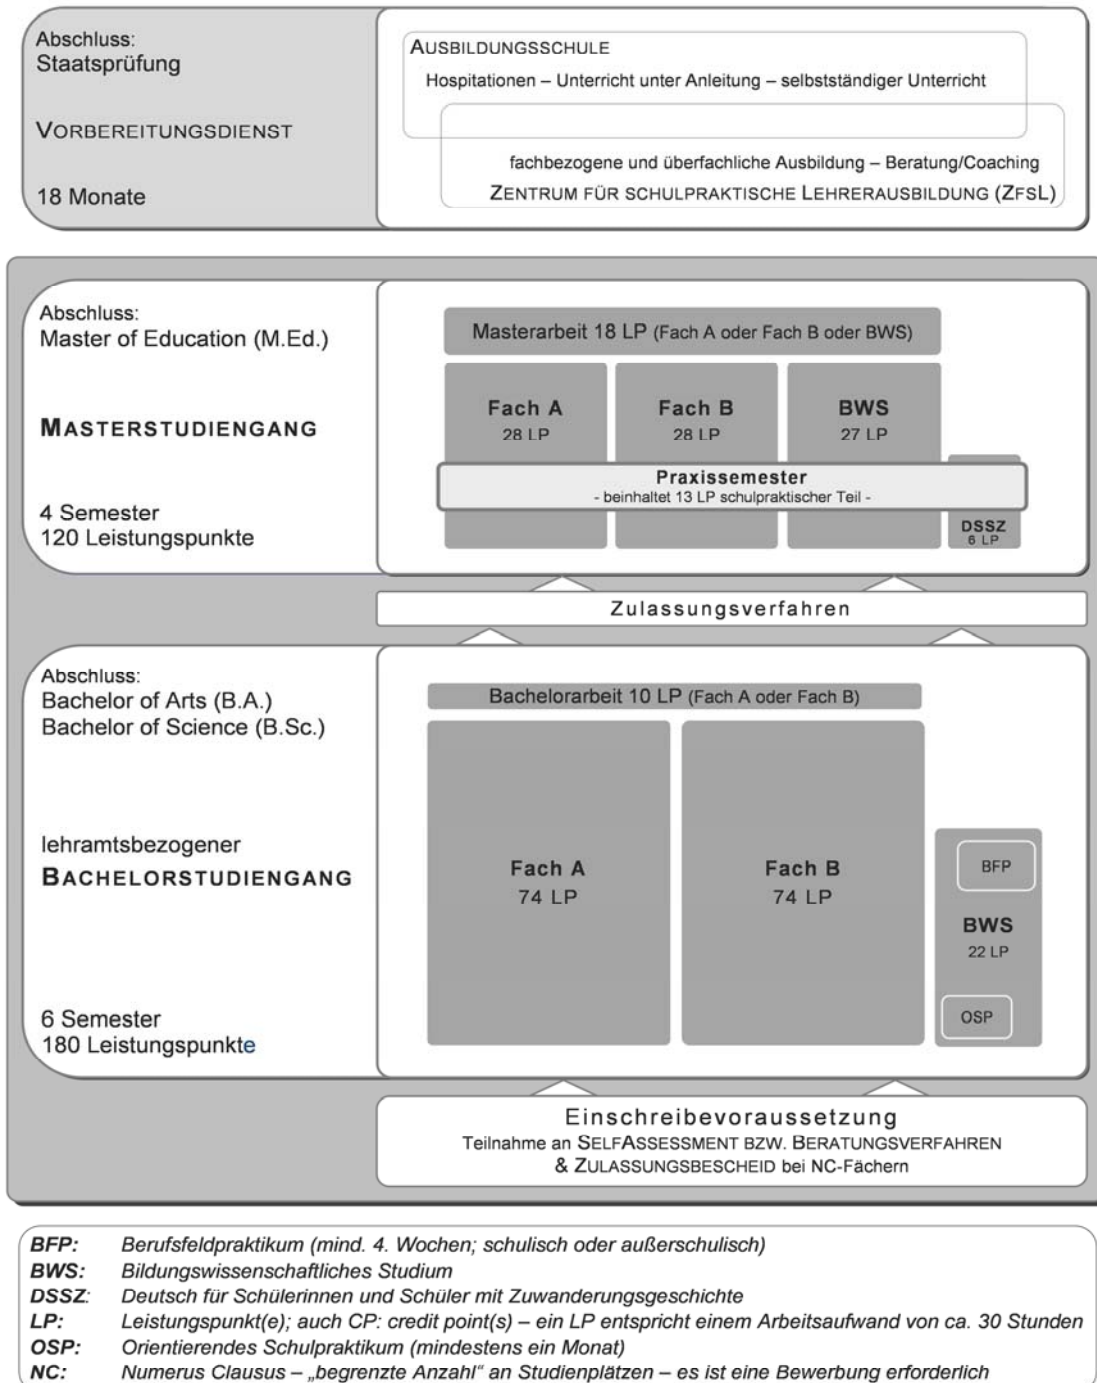 Abschluss:
Staatsprüfung
VORBEREITUNGSDIENST
18 Monate
AUSBILDUNGSSCHULE
Hospitationen – Unterricht unter Anleitung – selbstständiger Unterricht
fachbezogene und überfachliche Ausbildung – Beratung/Coaching
ZENTRUM FÜR SCHULPRAKTISCHE LEHRERAUSBILDUNG (ZFSL)
Abschluss:
Master of Education (M.Ed.)
MASTERSTUDIENGANG
4 Semester
120 Leistungspunkte
Masterarbeit 18 LP (Fach A oder Fach B oder BWS)
Fach A
28 LP
Fach B
28 LP
BWS
27 LP
Praxissemester
- beinhaltet 13 LP schulpraktischer Teil -
DSSZ
6 LP
Zulassungsverfahren
Abschluss:
Bachelor of Arts (B.A.)
Bachelor of Science (B.Sc.)
lehramtsbezogener
BACHELORSTUDIENGANG
6 Semester
180 Leistungspunkte
Bachelorarbeit 10 LP (Fach A oder Fach B)
Fach A
74 LP
Fach B
74 LP
BFP
BWS
22 LP
OSP
Einschreibevoraussetzung
Teilnahme an SELFASSESSMENT BZW. BERATUNGSVERFAHREN
& ZULASSUNGSBESCHEID bei NC-Fächern
BFP: Berufsfeldpraktikum (mind. 4. Wochen; schulisch oder außerschulisch)
BWS: Bildungswissenschaftliches Studium
DSSZ: Deutsch für Schülerinnen und Schüler mit Zuwanderungsgeschichte
LP: Leistungspunkt(e); auch CP: credit point(s) – ein LP entspricht einem Arbeitsaufwand von ca. 30 Stunden
OSP: Orientierendes Schulpraktikum (mindestens ein Monat)
NC: Numerus Clausus – „begrenzte Anzahl“ an Studienplätzen – es ist eine Bewerbung erforderlich